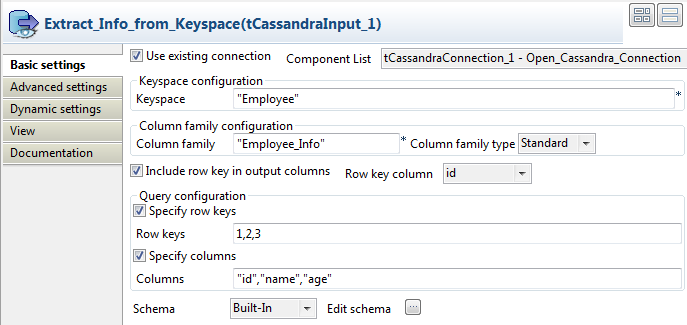 Extract_Info_from_Keyspace(tCassandraInput_1)
Basic settings
Advanced settings
Dynamic settings
View
Documentation
Use existing connection Component List tCassandraConnection_1 - Open_Cassandra_Connection
Keyspace configuration
Keyspace "Employee" *
Column family configuration
Column family "Employee_Info" * Column family type Standard
Include row key in output columns Row key column id
Query configuration
Specify row keys
Row keys 1,2,3
Specify columns
Columns "id","name","age"
Schema Built-In Edit schema ...